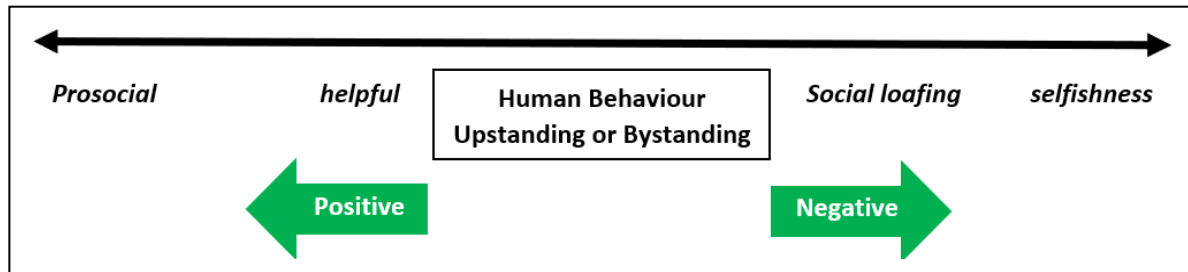 Prosocial helpful Human Behaviour Social loafing selfishness
Upstanding or Bystanding
Positive Negative